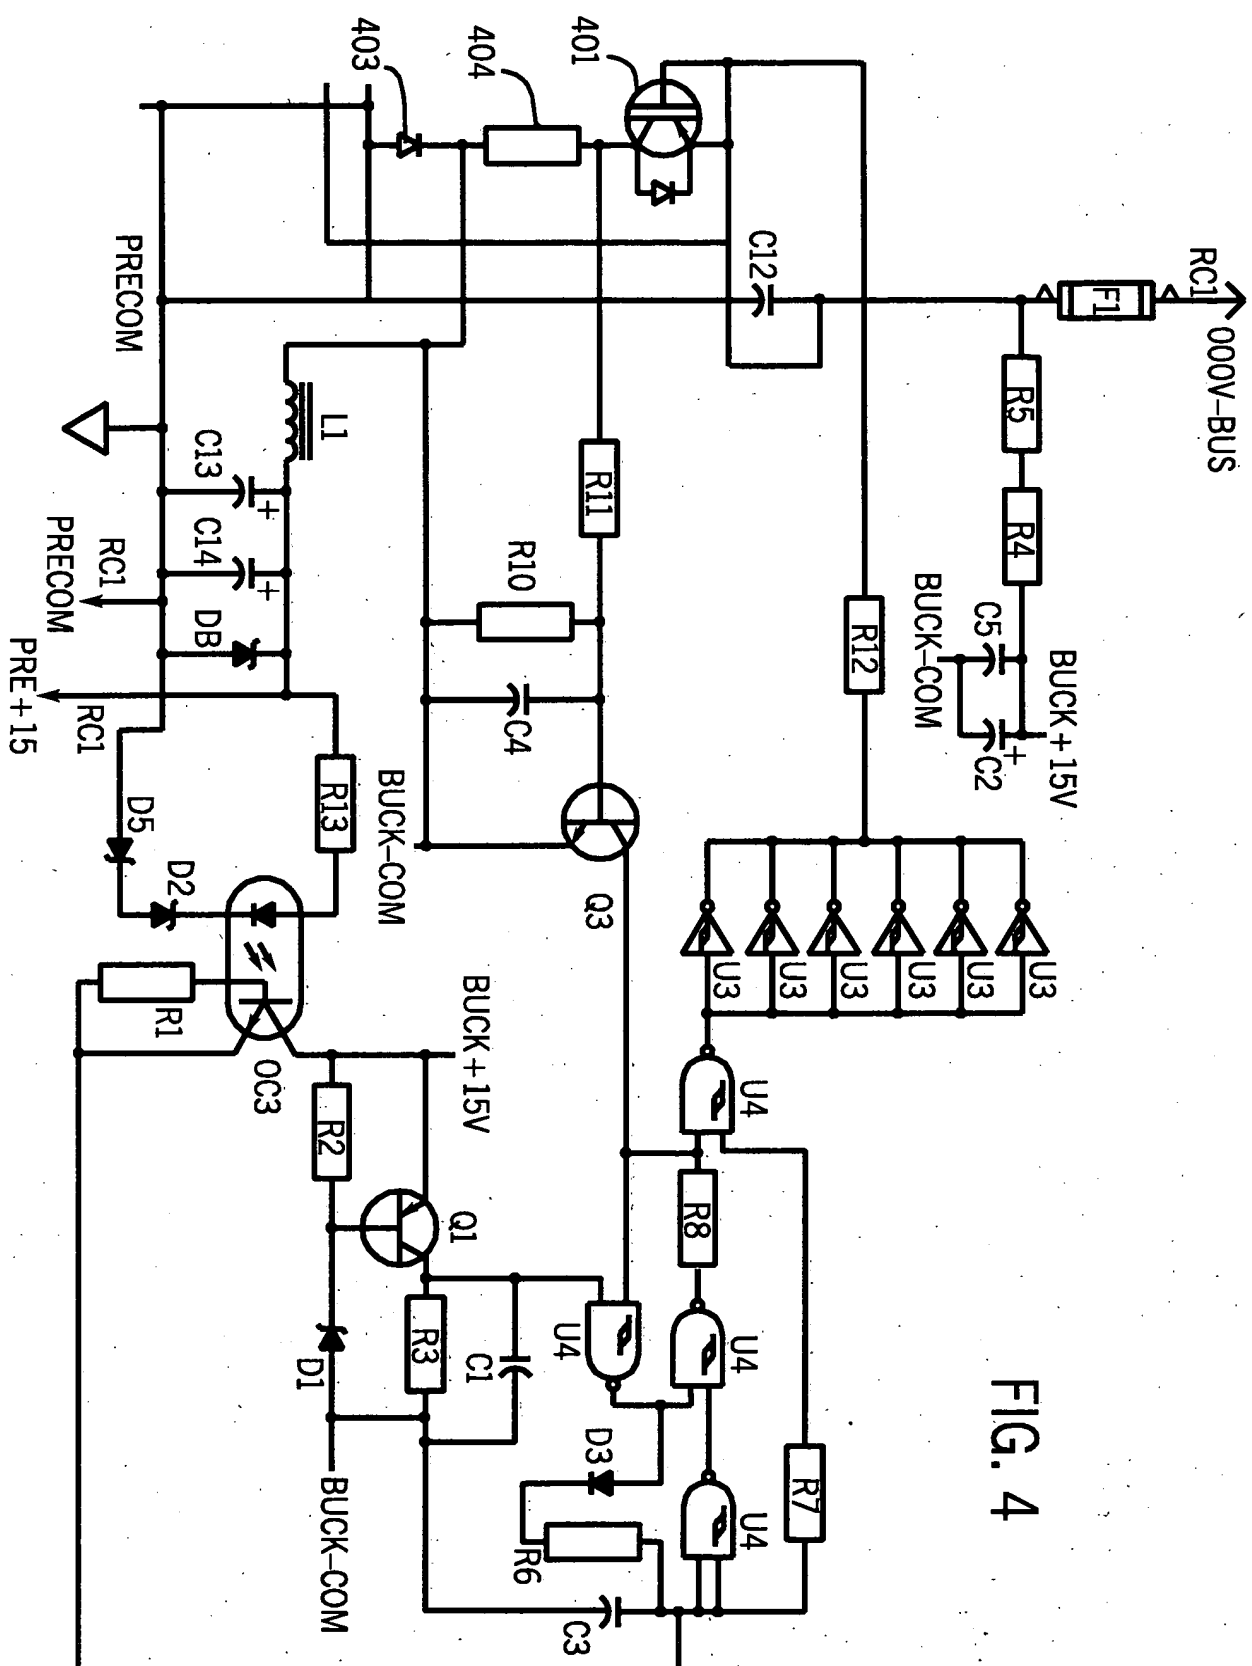 FIG. 4
RC1
000V-BUS
F1
R5
R4
BUCK+15V
C5
C2
BUCK-COM
R12
U3
U3
U3
U3
U3
U3
U4
R7
R8
U4
U4
U4
D3
R6
C3
C12
401
404
403
R11
R10
C4
Q3
BUCK-COM
BUCK+15V
Q1
R2
R3
C1
D1
BUCK-COM
PRECOM
L1
C13
+
C14
+
DB
RC1
PRECOM
RC1
PRE+15
R13
D5
D2
OC3
R1
+